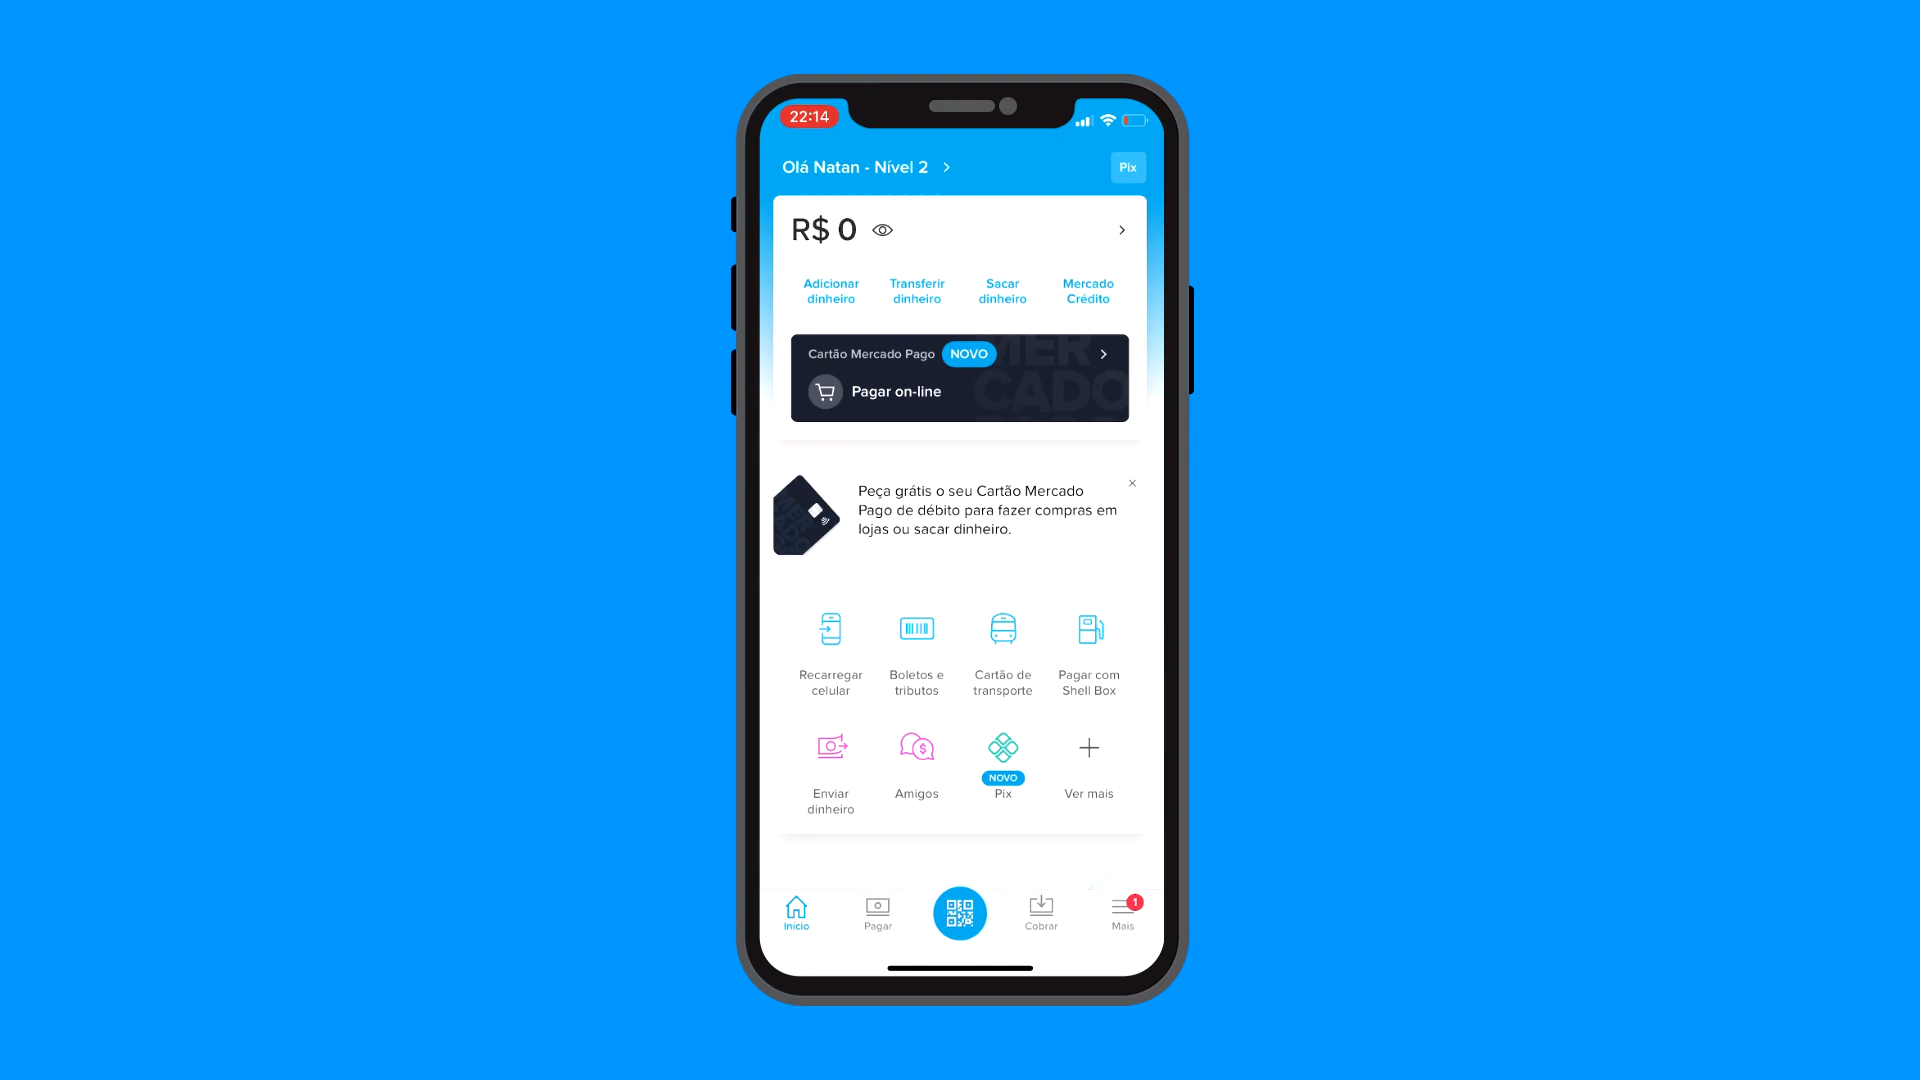 22:14
Olá Natan - Nível 2
Pix
R$ 0
Adicionar dinheiro
Transferir dinheiro
Sacar dinheiro
Mercado Crédito
Cartão Mercado Pago NOVO
Pagar on-line
MER
CADO
Peça grátis o seu Cartão Mercado
Pago de débito para fazer compras em
lojas ou sacar dinheiro.
Recarregar celular
Boletos e tributos
Cartão de transporte
Pagar com Shell Box
Enviar dinheiro
Amigos
NOVO
Pix
Ver mais
Início
Pagar
Cobrar
1
Mais